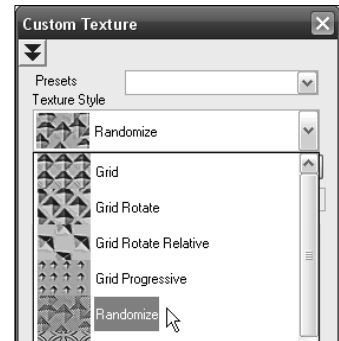 Custom Texture
Presets
Texture Style
Randomize
Grid
Grid Rotate
Grid Rotate Relative
Grid Progressive
Randomize